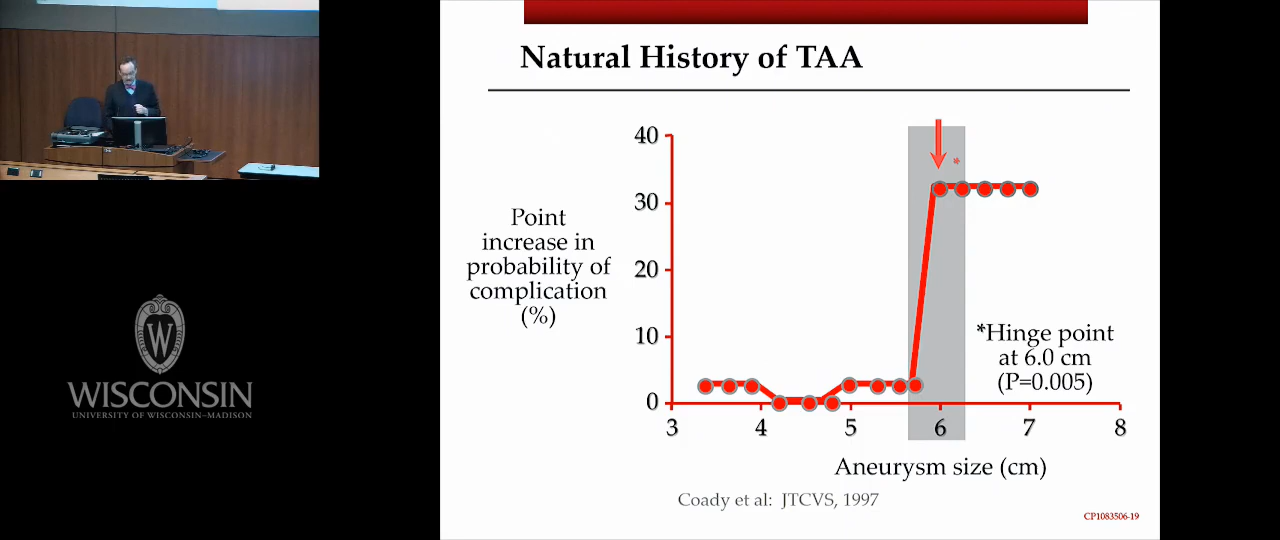 Natural History of TAA
Point
increase in
probability of
complication
(%)
40
30
20
10
0
*
*Hinge point
at 6.0 cm
(P=0.005)
3 4 5 6 7 8
Aneurysm size (cm)
Coady et al: JTCVS, 1997
CP1083506-19
W
WISCONSIN
UNIVERSITY OF WISCONSIN–MADISON